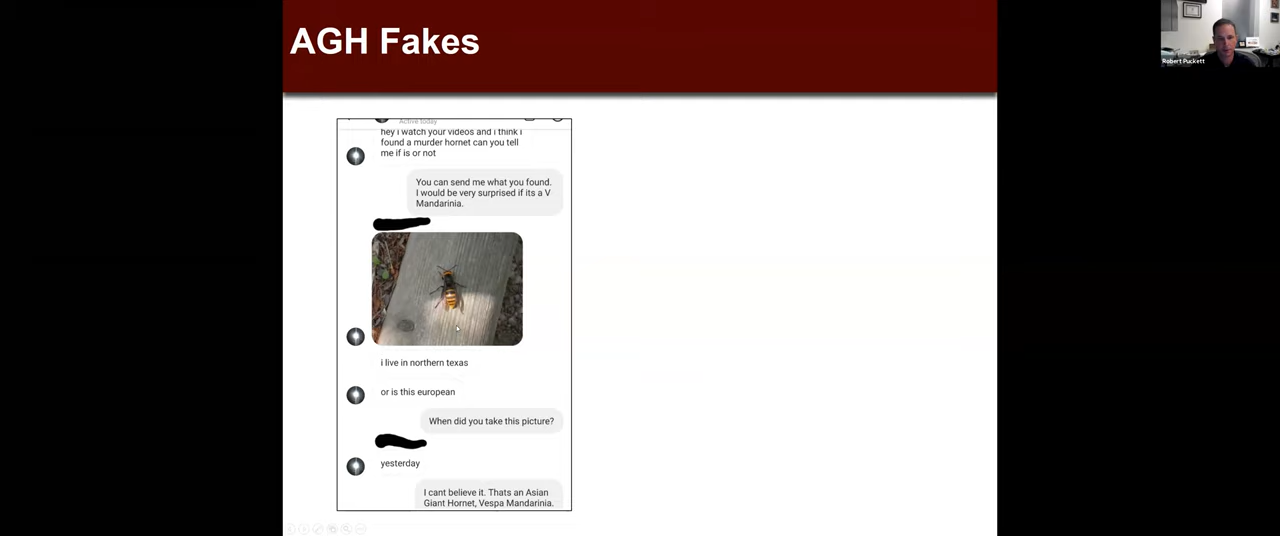 AGH Fakes
Robert Puckett
Active today
hey i watch your videos and i think i
found a murder hornet can you tell
me if is or not
You can send me what you found.
I would be very surprised if its a V
Mandarinia.
i live in northern texas
or is this european
When did you take this picture?
yesterday
I cant believe it. Thats an Asian
Giant Hornet, Vespa Mandarinia.